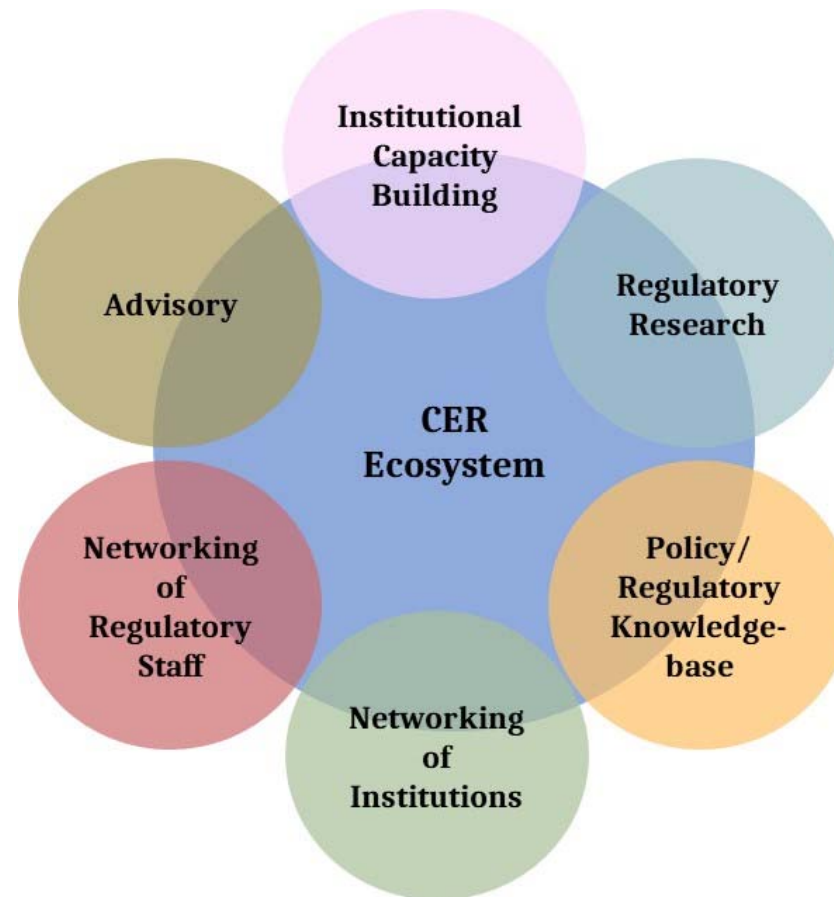 Institutional
Capacity
Building
Regulatory
Research
Policy/
Regulatory
Knowledge-
base
Networking
of
Institutions
Networking
of
Regulatory
Staff
Advisory
CER
Ecosystem